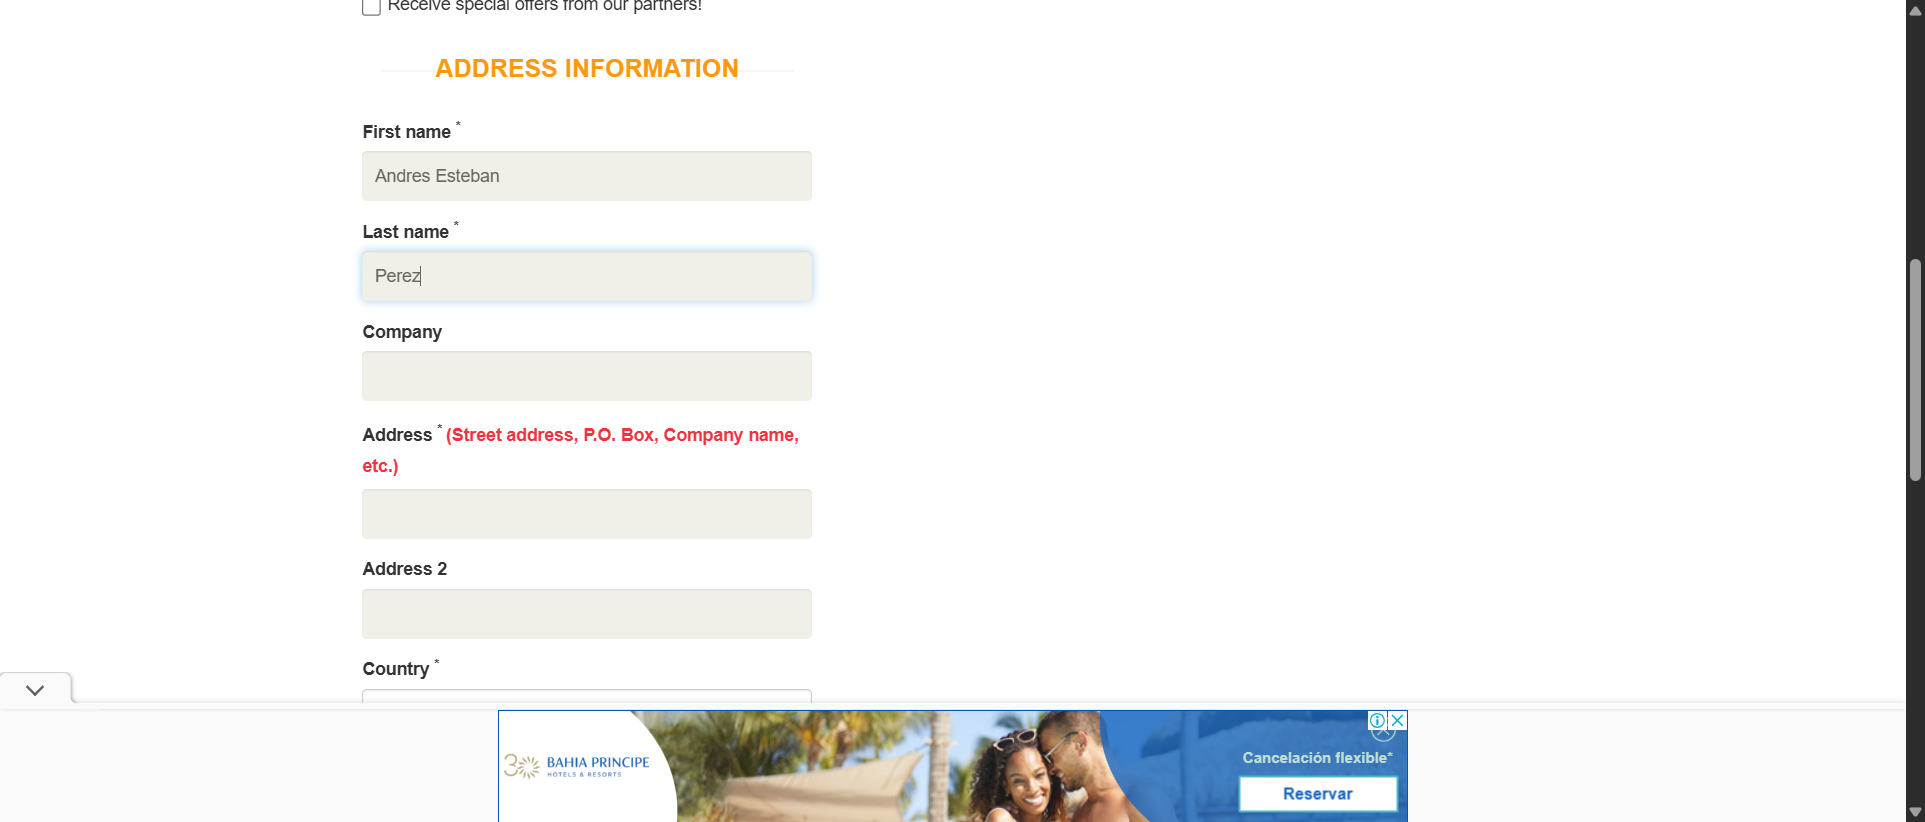 Receive special offers from our partners!
ADDRESS INFORMATION
First name *
Andres Esteban
Last name *
Perez
Company
Address * (Street address, P.O. Box, Company name,
etc.)
Address 2
Country *
30 BAHIA PRINCIPE
HOTELS & RESORTS
Cancelación flexible*
Reservar